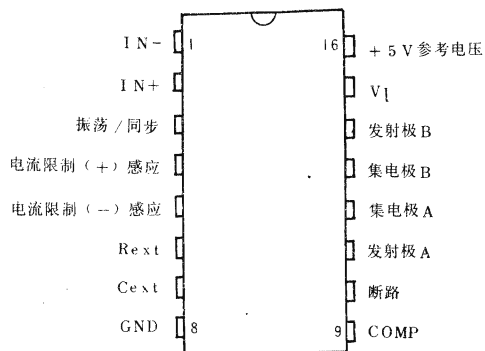 IN-
IN+
振荡/同步
电流限制(+)感应
电流限制(-)感应
Rext
Cext
GND
1
8
16
9
+5V参考电压
VI
发射极B
集电极B
集电极A
发射极A
断路
COMP